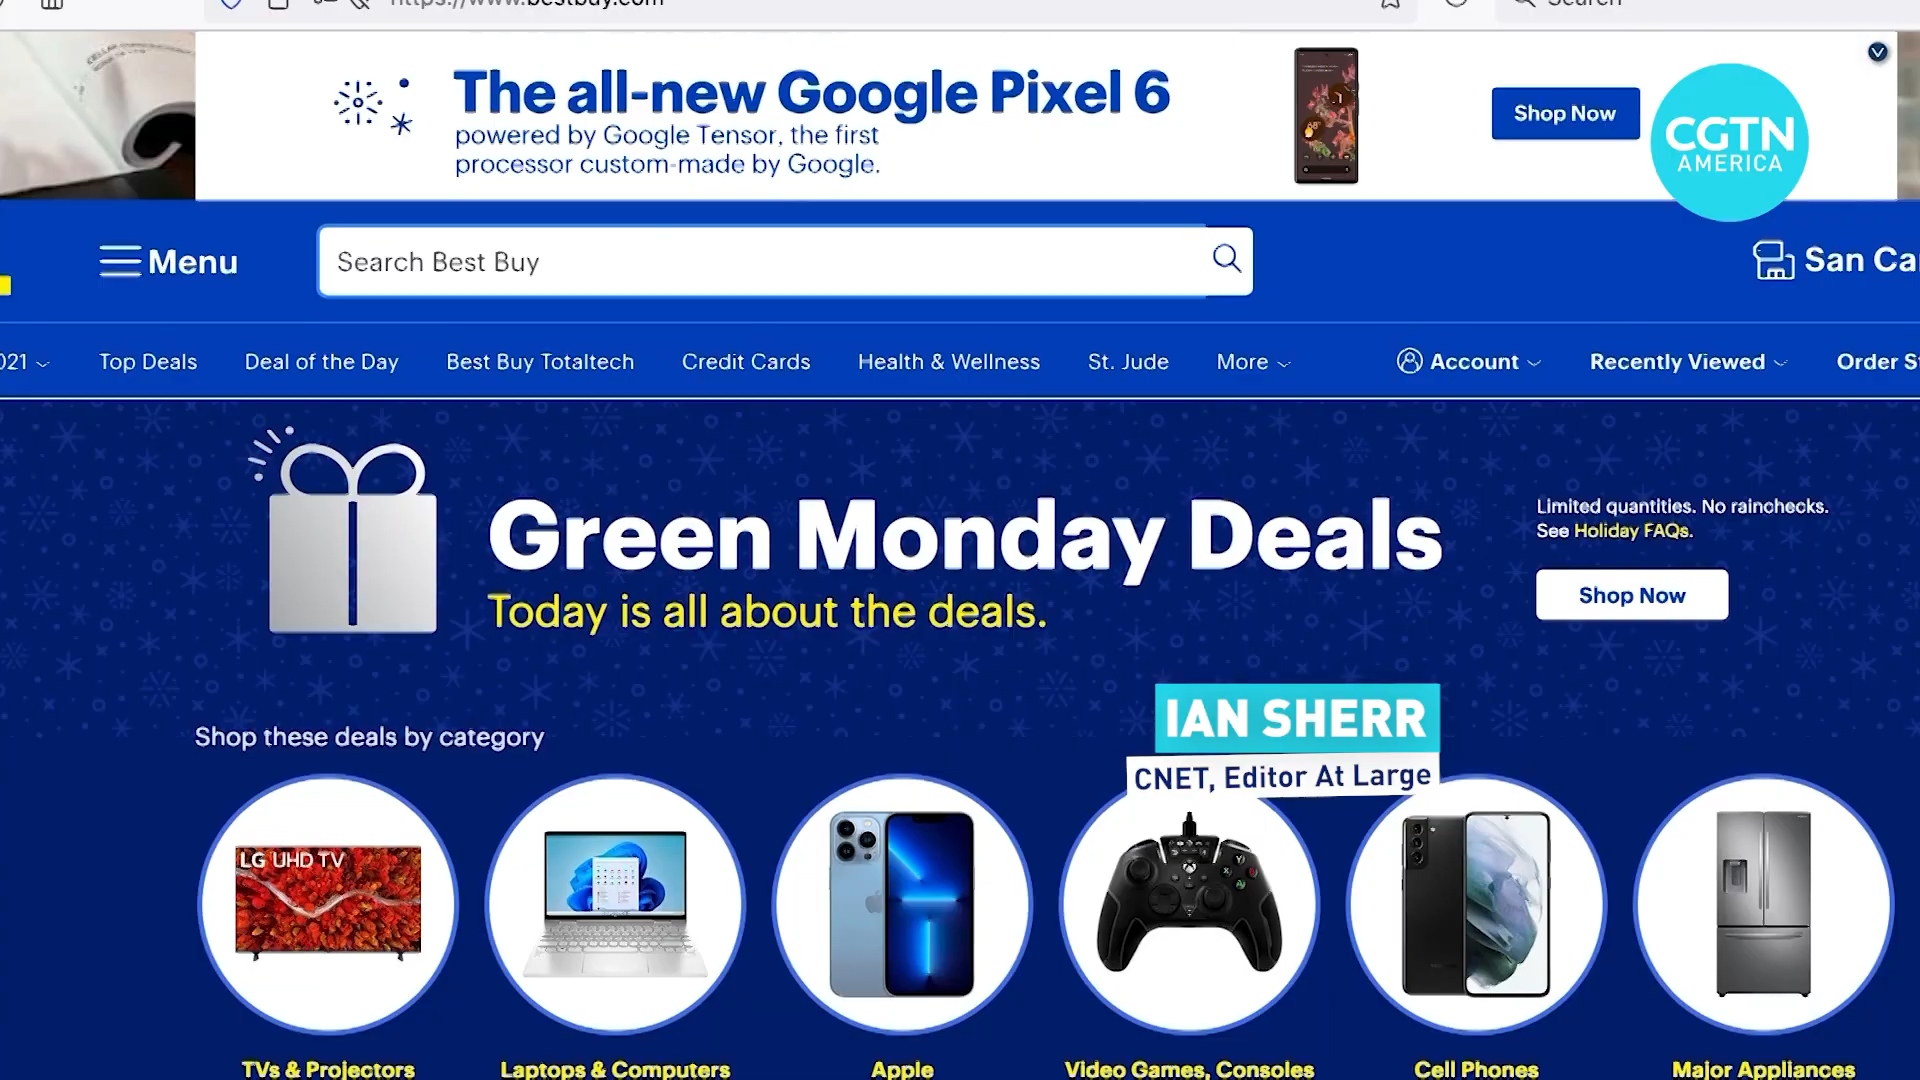 https://www.bestbuy.com
Search
The all-new Google Pixel 6
powered by Google Tensor, the first
processor custom-made by Google.
Shop Now
CGTN
AMERICA
Menu
Search Best Buy
San Ca
021
Top Deals
Deal of the Day
Best Buy Totaltech
Credit Cards
Health & Wellness
St. Jude
More
Account
Recently Viewed
Order S
Green Monday Deals
Today is all about the deals.
Limited quantities. No rainchecks.
See Holiday FAQs.
Shop Now
IAN SHERR
CNET, Editor At Large
Shop these deals by category
LG UHD TV
TVs & Projectors
Laptops & Computers
Apple
Video Games, Consoles
Cell Phones
Major Appliances